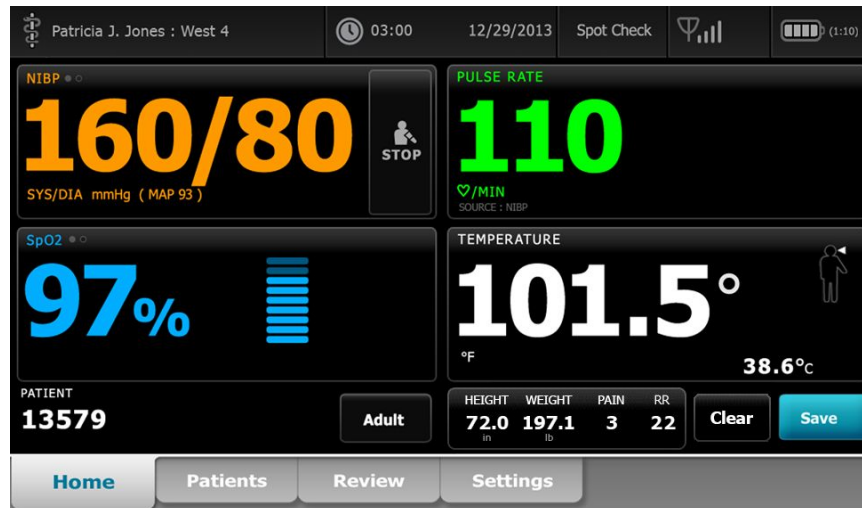 Patricia J. Jones : West 4
03:00
12/29/2013
Spot Check
(1:10)
NIBP
160/80
STOP
SYS/DIA mmHg ( MAP 93 )
PULSE RATE
110
/MIN
SOURCE : NIBP
SpO2
97%
TEMPERATURE
101.5°
°F
38.6°C
PATIENT
13579
Adult
HEIGHT WEIGHT PAIN RR
72.0 197.1 3 22
in lb
Clear
Save
Home
Patients
Review
Settings